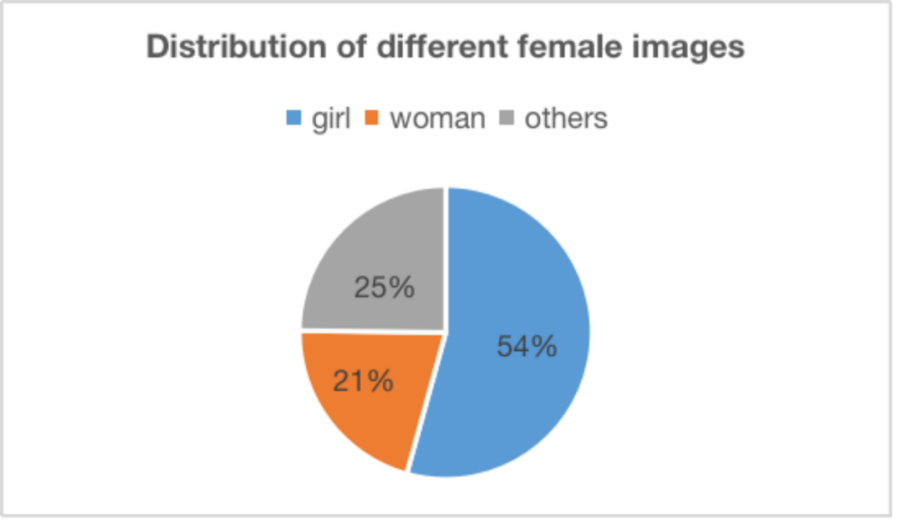 Distribution of different female images
girl woman others
25%
54%
21%